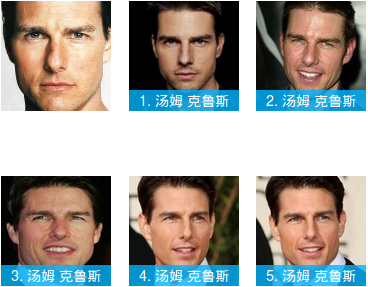 1. 汤姆 克鲁斯
2. 汤姆 克鲁斯
3. 汤姆 克鲁斯
4. 汤姆 克鲁斯
5. 汤姆 克鲁斯